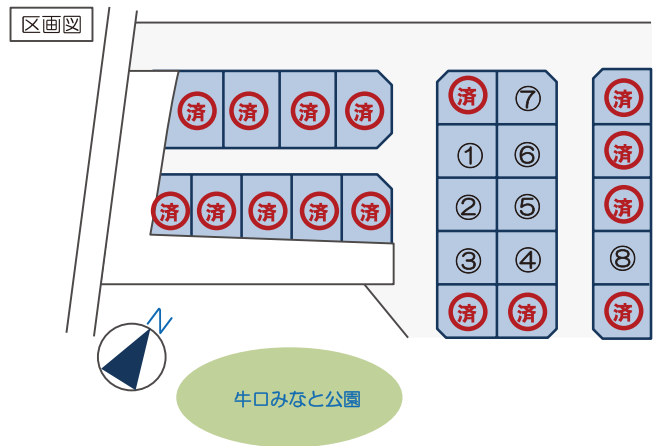 区画図
済 済 済 済
済 済 済 済 済
済 ⑦
① ⑥
② ⑤
③ ④
済 済
済
済
済
⑧
済
N
牛口みなと公園